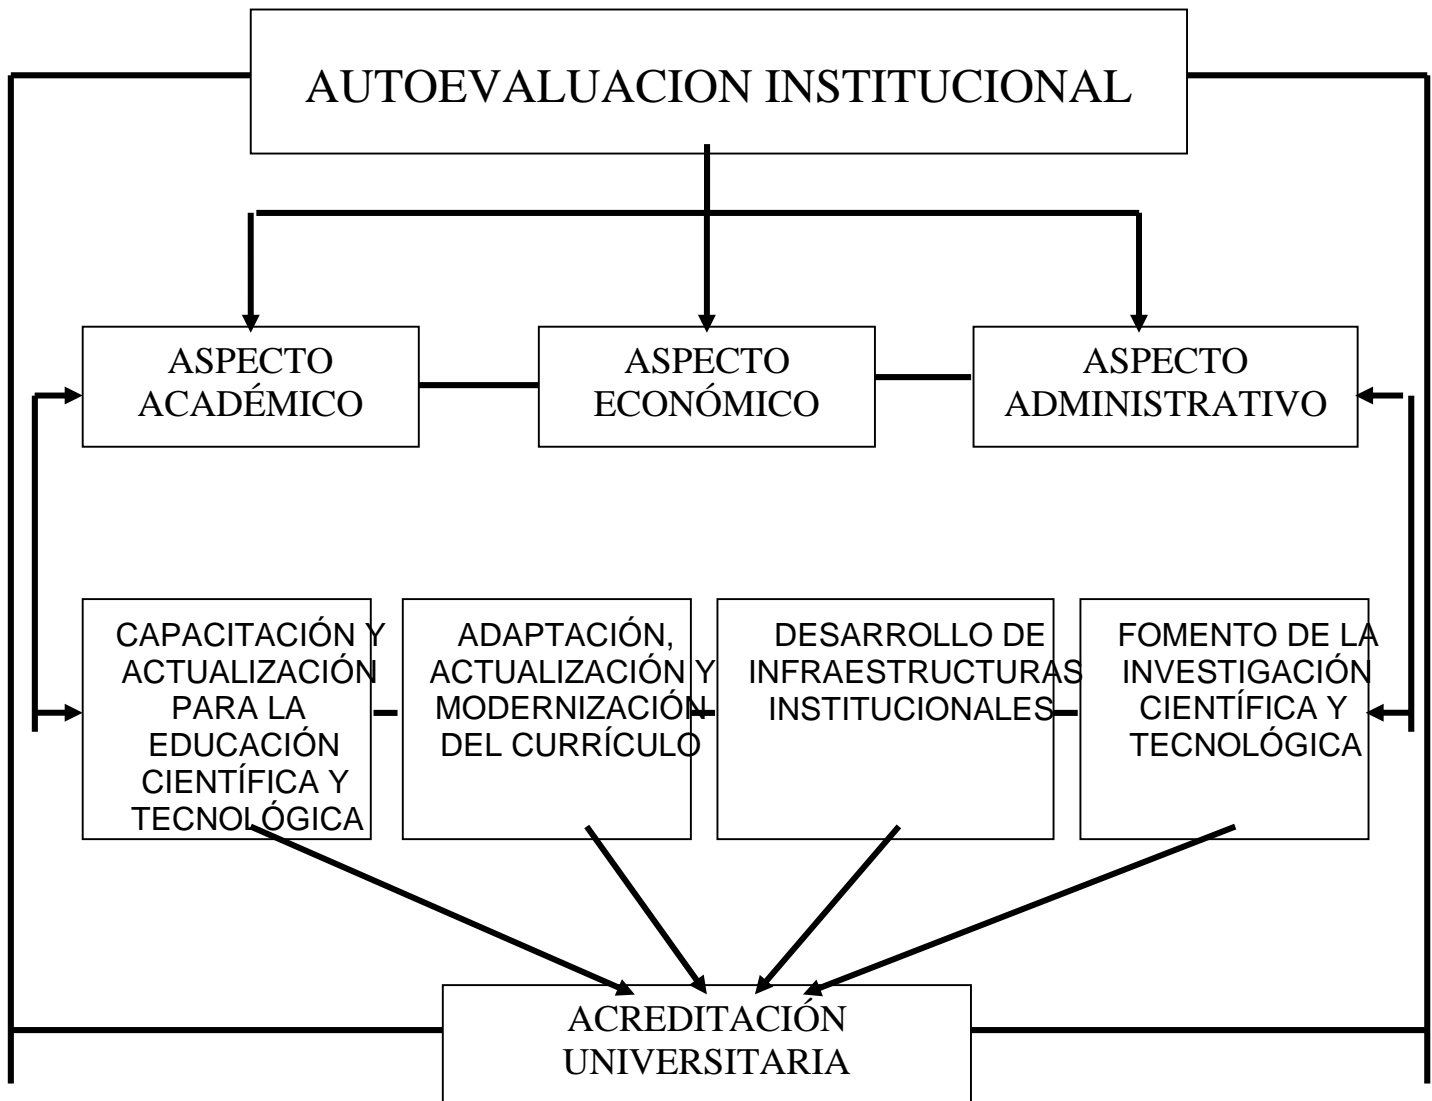 AUTOEVALUACION INSTITUCIONAL
ASPECTO
ACADÉMICO
ASPECTO
ECONÓMICO
ASPECTO
ADMINISTRATIVO
CAPACITACIÓN Y
ACTUALIZACIÓN
PARA LA
EDUCACIÓN
CIENTÍFICA Y
TECNOLÓGICA
ADAPTACIÓN,
ACTUALIZACIÓN Y
MODERNIZACIÓN
DEL CURRÍCULO
DESARROLLO DE
INFRAESTRUCTURAS
INSTITUCIONALES
FOMENTO DE LA
INVESTIGACIÓN
CIENTÍFICA Y
TECNOLÓGICA
ACREDITACIÓN
UNIVERSITARIA